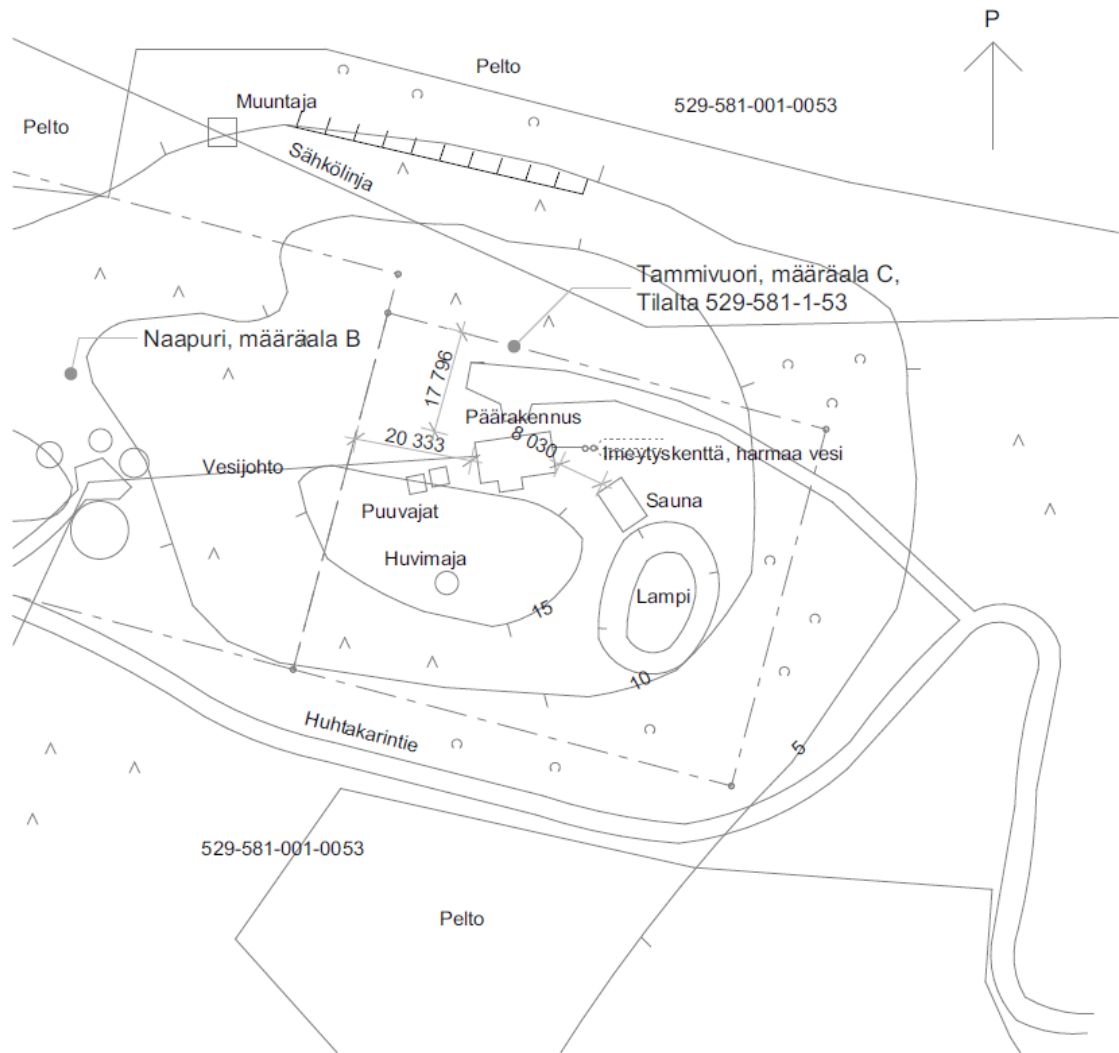 P
Pelto
529-581-001-0053
Muuntaja
Pelto
Sähkölinja
Tammivuori, määräala C,
Tilalta 529-581-1-53
Naapuri, määräala B
17 796
Päärakennus
20 333
8 030
Imeytyskenttä, harmaa vesi
Vesijohto
Sauna
Puuvajat
Huvimaja
Lampi
15
10
Huhtakarintie
5
529-581-001-0053
Pelto